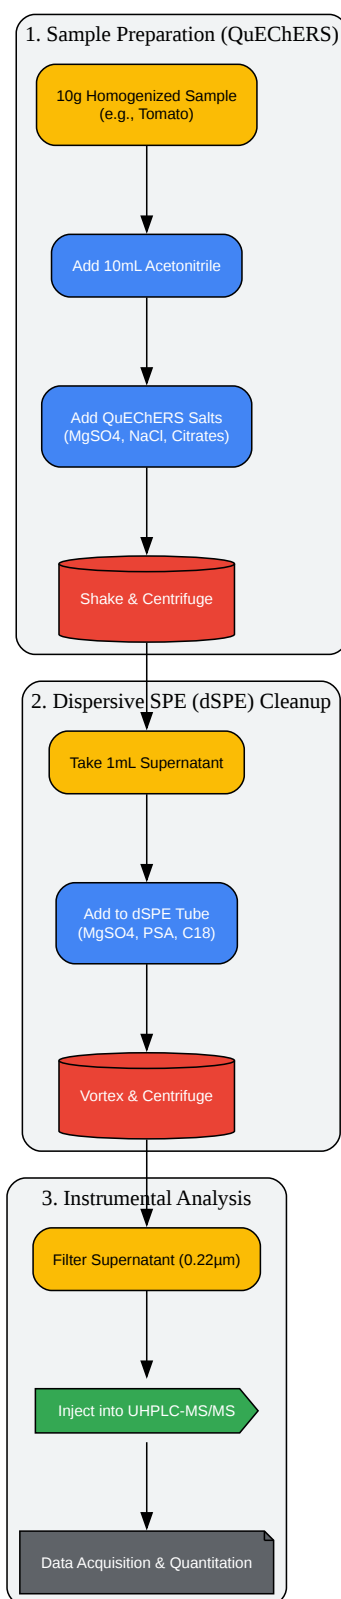 1. Sample Preparation (QuEChERS)
10g Homogenized Sample
(e.g., Tomato)
Add 10mL Acetonitrile
Add QuEChERS Salts
(MgSO4, NaCl, Citrates)
Shake & Centrifuge
2. Dispersive SPE (dSPE) Cleanup
Take 1mL Supernatant
Add to dSPE Tube
(MgSO4, PSA, C18)
Vortex & Centrifuge
3. Instrumental Analysis
Filter Supernatant (0.22µm)
Inject into UHPLC-MS/MS
Data Acquisition & Quantitation